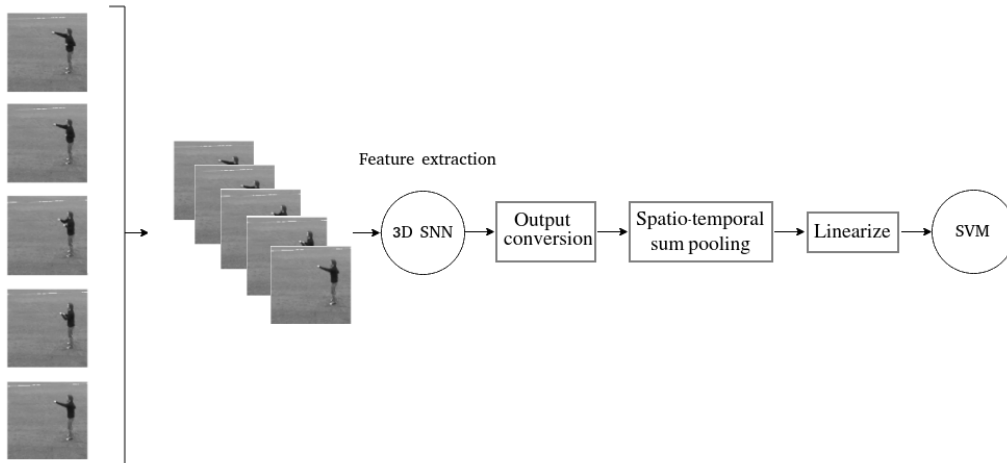 Feature extraction
3D SNN
Output
conversion
Spatio-temporal
sum pooling
Linearize
SVM